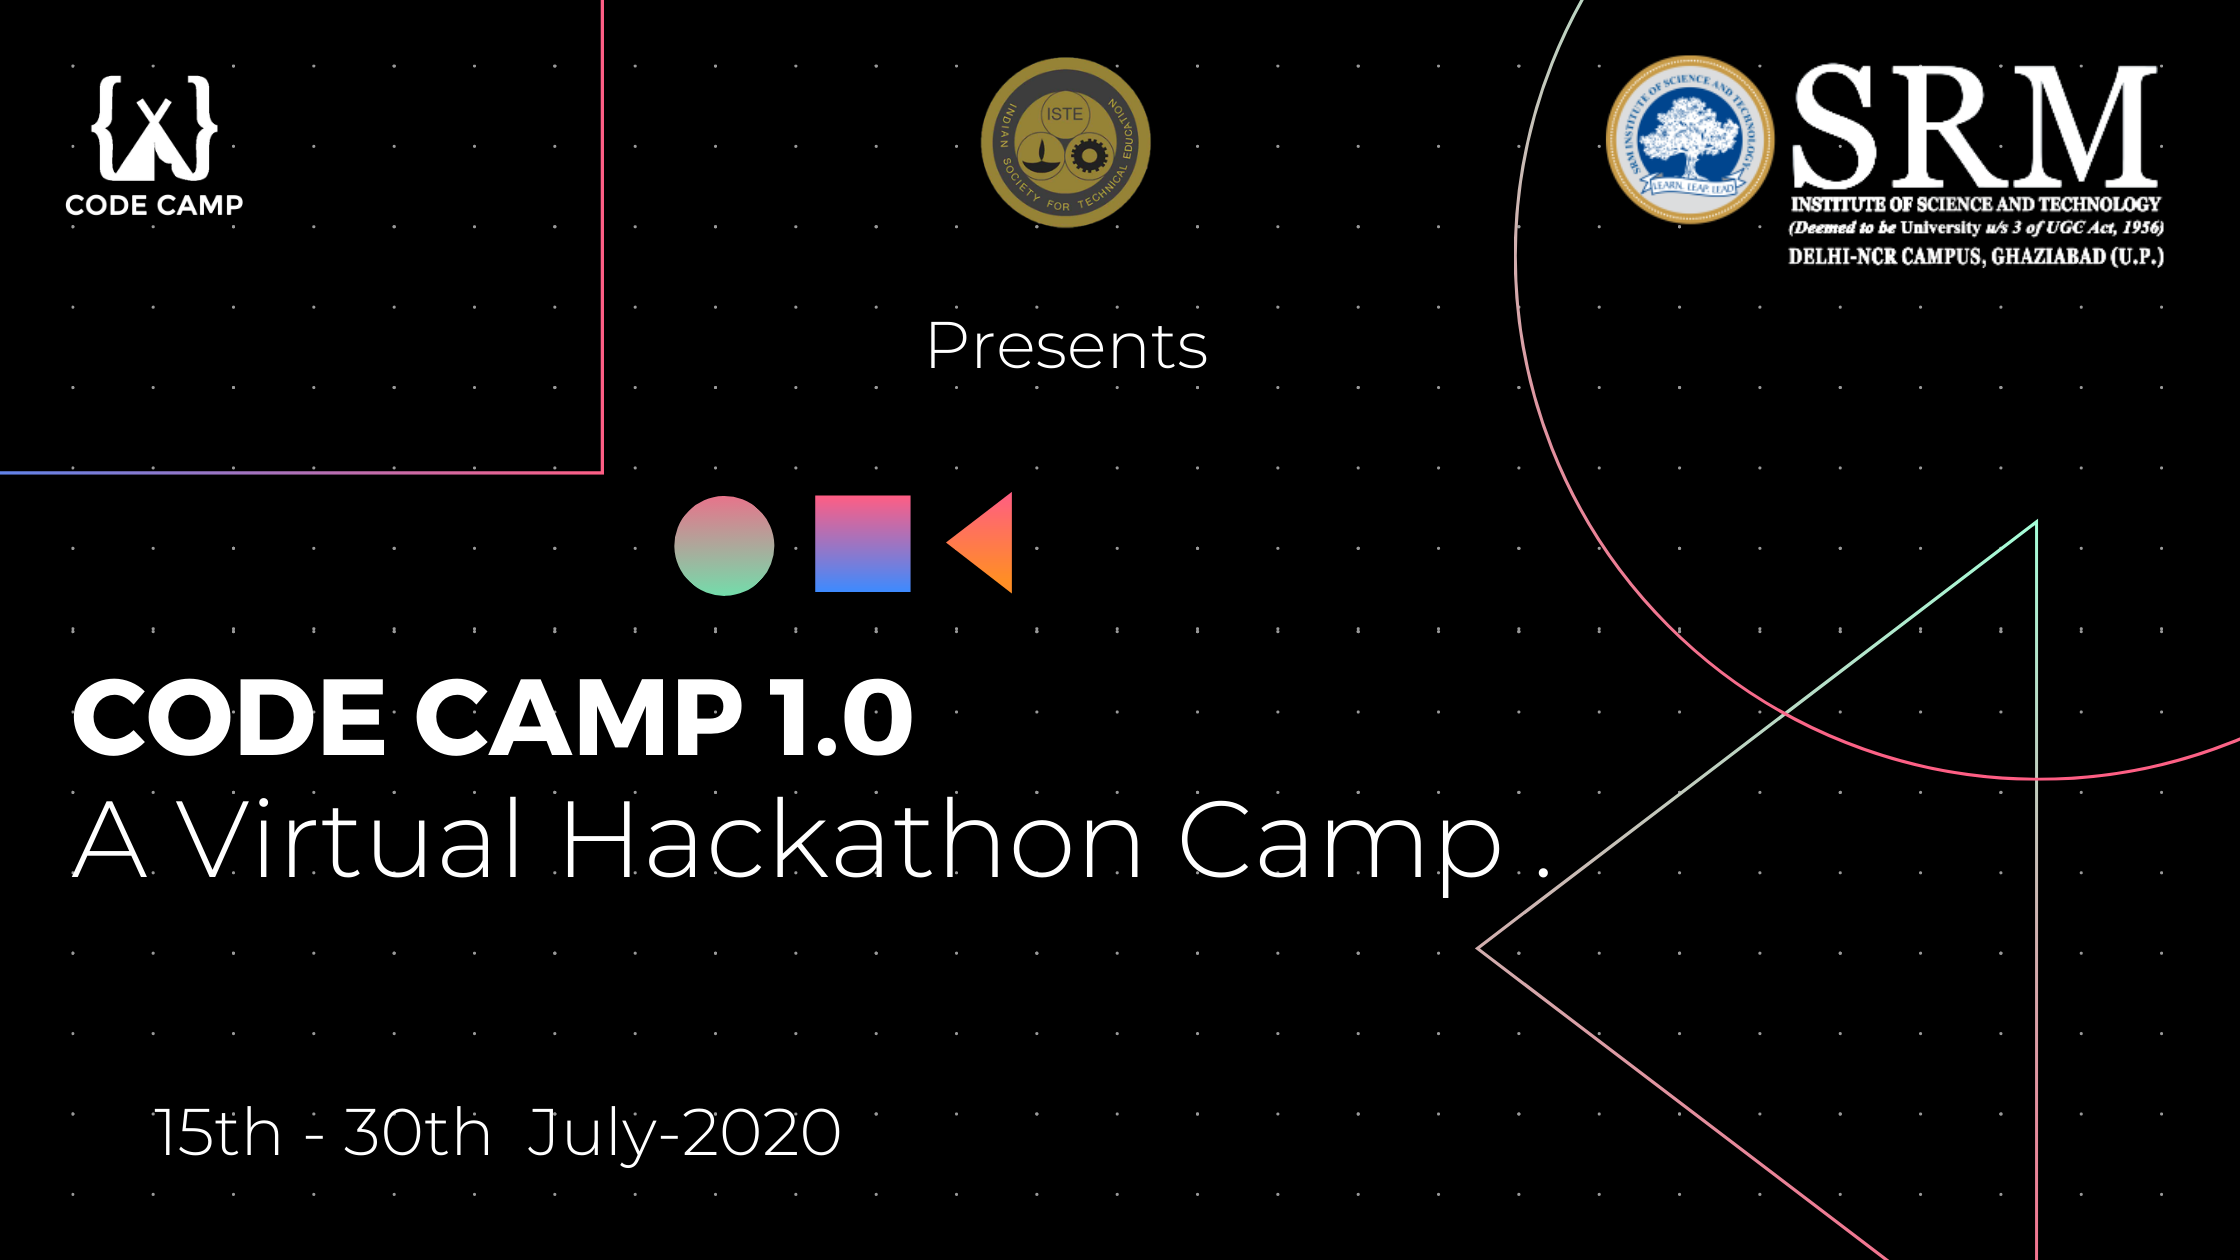 CODE CAMP
ISTE
INDIAN SOCIETY FOR TECHNICAL EDUCATION
SRM INSTITUTE OF SCIENCE AND TECHNOLOGY
LEARN. LEAP. LEAD
SRM
INSTITUTE OF SCIENCE AND TECHNOLOGY
(Deemed to be University u/s 3 of UGC Act, 1956)
DELHI-NCR CAMPUS, GHAZIABAD (U.P.)
Presents
CODE CAMP 1.0
A Virtual Hackathon Camp .
15th - 30th July-2020